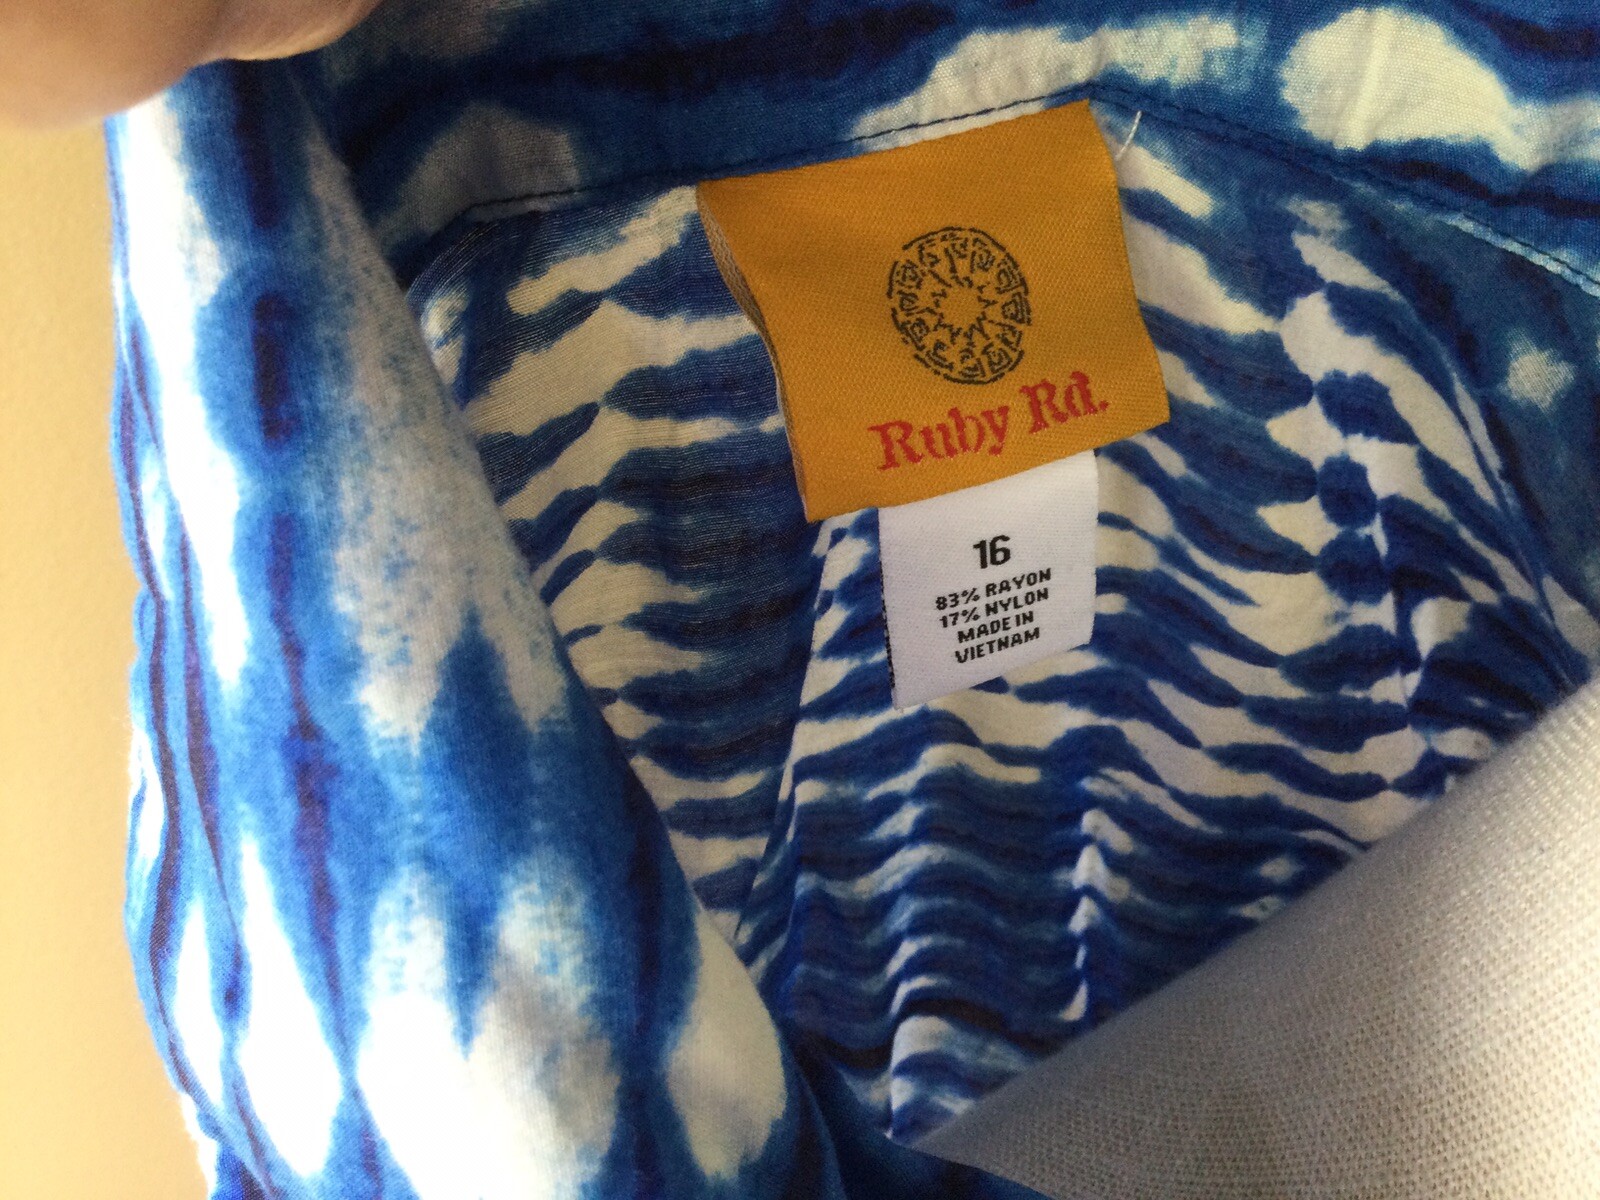 Ruby Rd.
16
83% RAYON
17% NYLON
MADE IN
VIETNAM